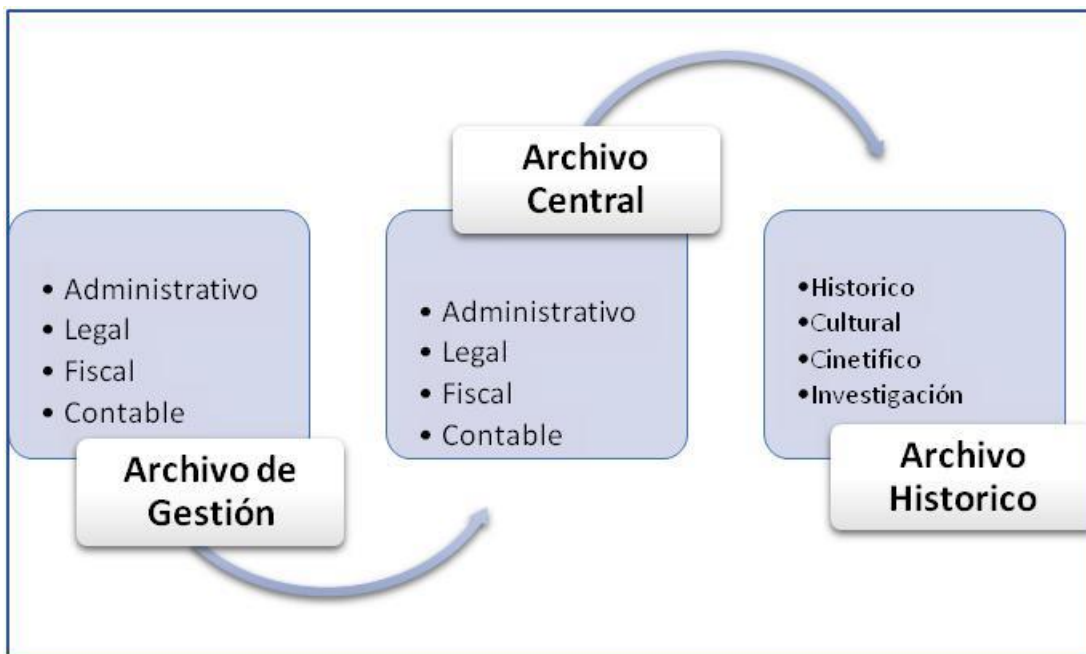 • Administrativo
• Legal
• Fiscal
• Contable
Archivo de
Gestión
Archivo
Central
• Administrativo
• Legal
• Fiscal
• Contable
•Historico
•Cultural
•Cinetifico
•Investigación
Archivo
Historico